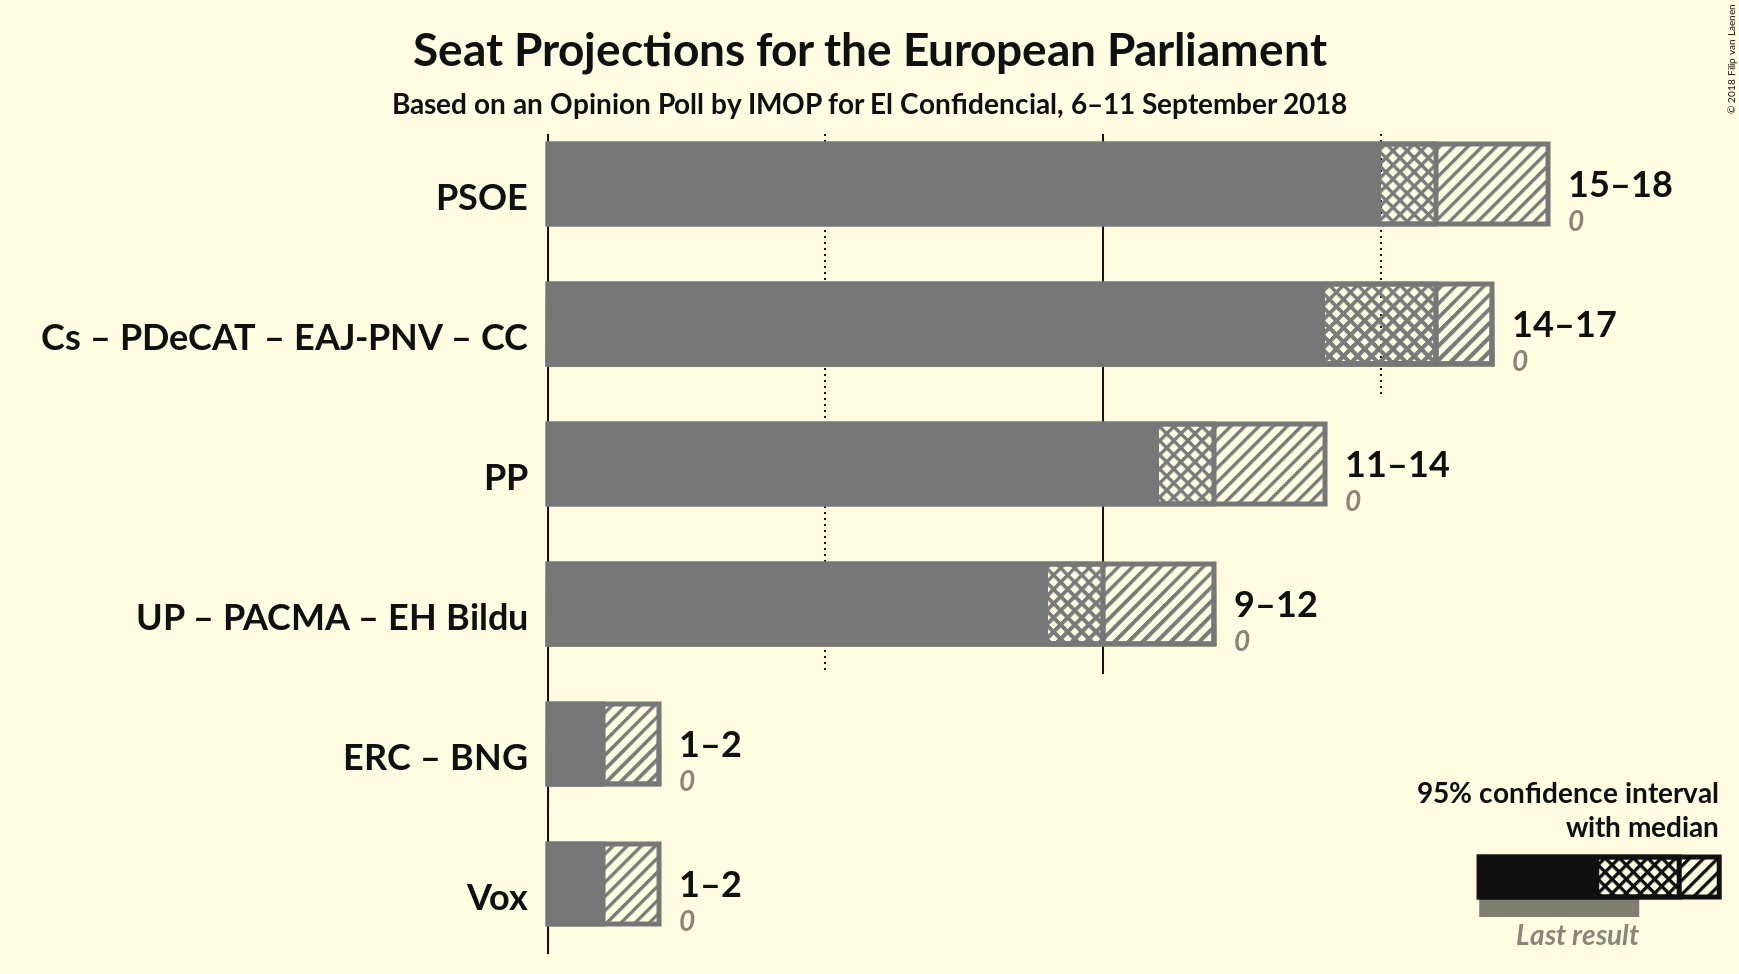 Seat Projections for the European Parliament
Based on an Opinion Poll by IMOP for El Confidencial, 6–11 September 2018
© 2018 Filip van Laenen
PSOE
15–18
0
Cs – PDeCAT – EAJ-PNV – CC
14–17
0
PP
11–14
0
UP – PACMA – EH Bildu
9–12
0
ERC – BNG
1–2
0
Vox
1–2
0
95% confidence interval
with median
Last result